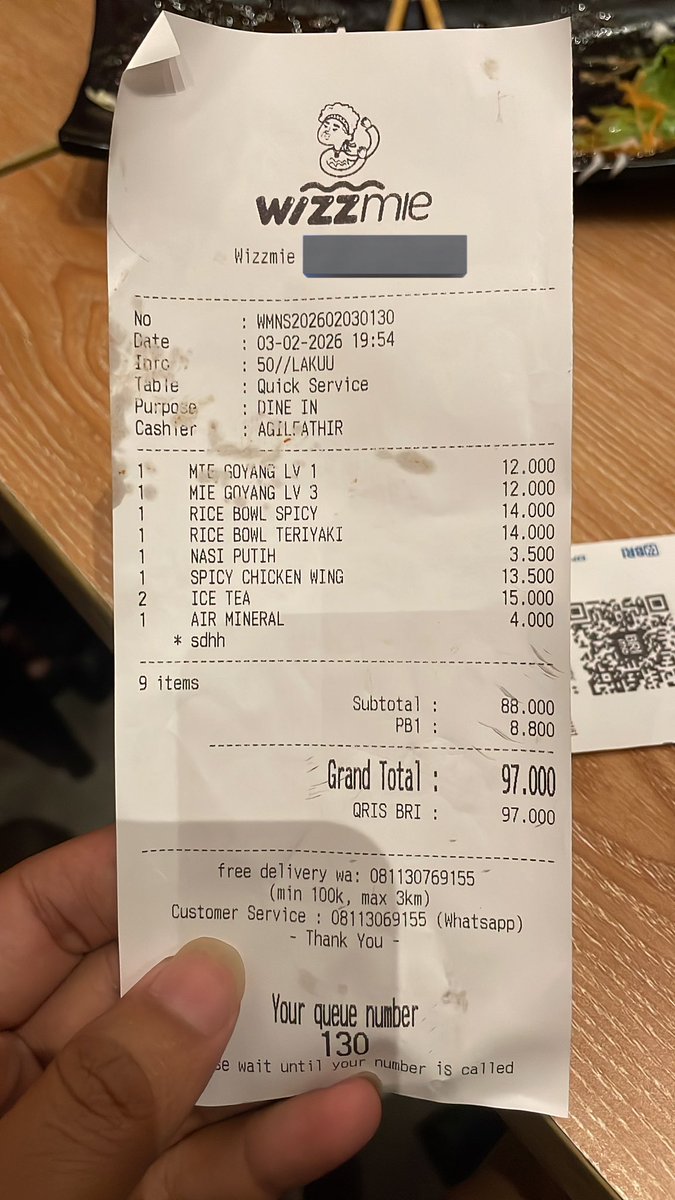 wizzmie
Wizzmie
No : WMNS202602030130
Date : 03-02-2026 19:54
Info : 50//LAKUU
Table : Quick Service
Purpose : DINE IN
Cashier : AGILFATHIR
1 MIE GOYANG LV 1 12.000
1 MIE GOYANG LV 3 12.000
1 RICE BOWL SPICY 14.000
1 RICE BOWL TERIYAKI 14.000
1 NASI PUTIH 3.500
1 SPICY CHICKEN WING 13.500
2 ICE TEA 15.000
1 AIR MINERAL 4.000
* sdhh
9 items
Subtotal : 88.000
PB1 : 8.800
Grand Total : 97.000
QRIS BRI : 97.000
free delivery wa: 081130769155
(min 100k, max 3km)
Customer Service : 08113069155 (Whatsapp)
- Thank You -
Your queue number
130
se wait until your number is called
BRI